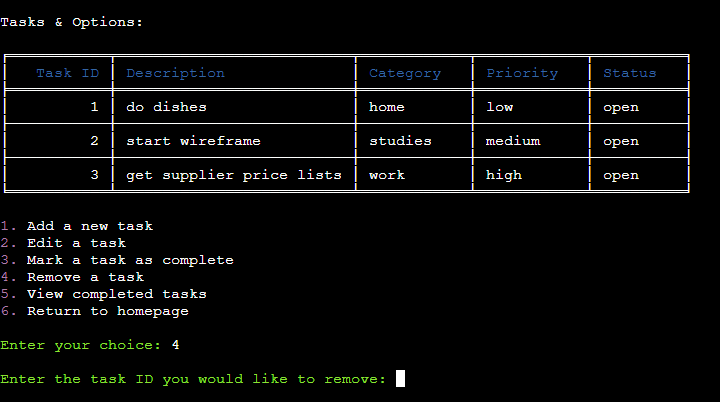 Tasks & Options:
Task ID Description Category Priority Status
1 do dishes home low open
2 start wireframe studies medium open
3 get supplier price lists work high open
1. Add a new task
2. Edit a task
3. Mark a task as complete
4. Remove a task
5. View completed tasks
6. Return to homepage
Enter your choice: 4
Enter the task ID you would like to remove: